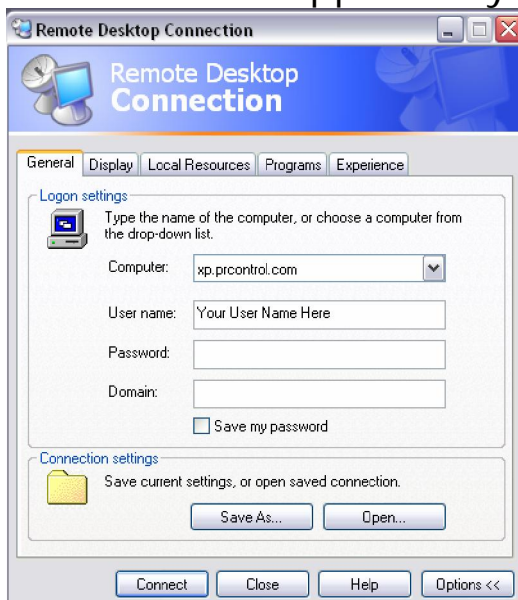 Remote Desktop Connection
Remote Desktop
Connection
General Display Local Resources Programs Experience
Logon settings
Type the name of the computer, or choose a computer from
the drop-down list.
Computer: xp.prcontrol.com
User name: Your User Name Here
Password:
Domain:
Save my password
Connection settings
Save current settings, or open saved connection.
Save As... Open...
Connect Close Help Options <<